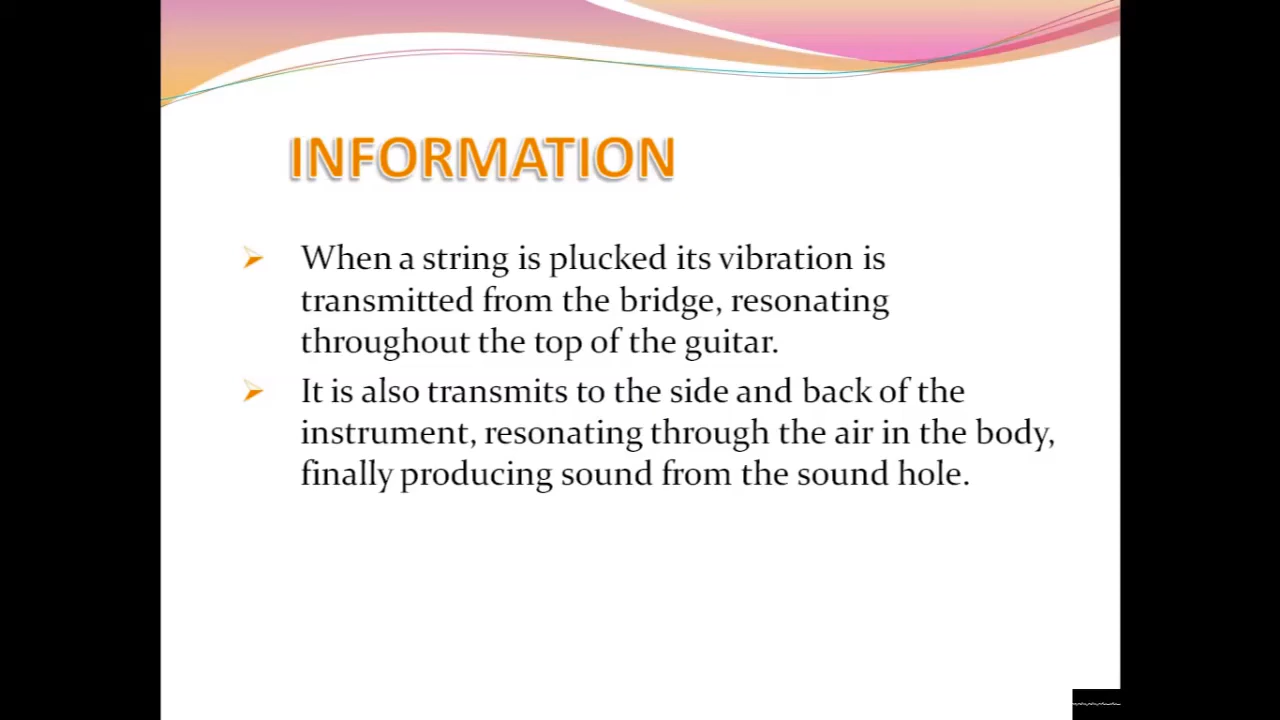 INFORMATION
When a string is plucked its vibration is
transmitted from the bridge, resonating
throughout the top of the guitar.
It is also transmits to the side and back of the
instrument, resonating through the air in the body,
finally producing sound from the sound hole.